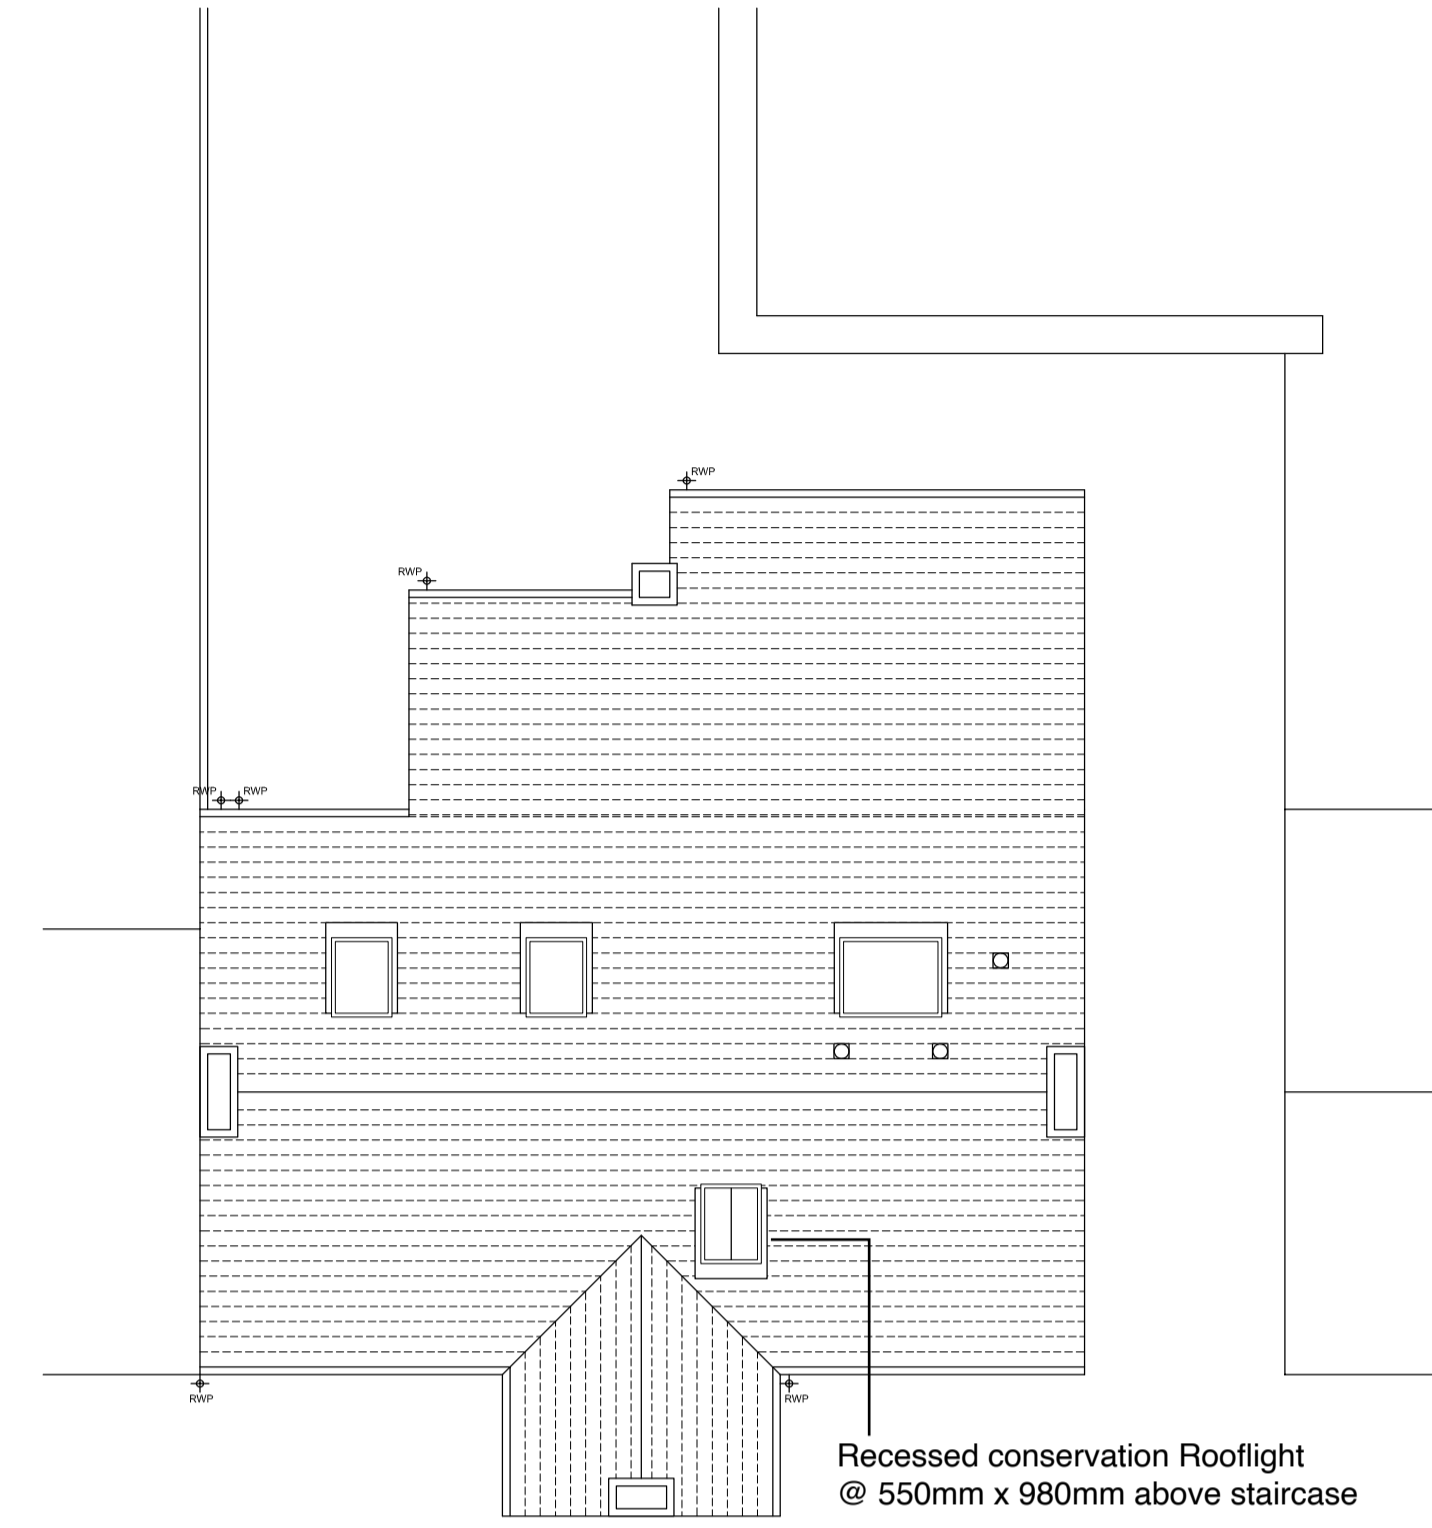 RWP
RWP
RWP RWP
RWP
RWP
Recessed conservation Rooflight
@ 550mm x 980mm above staircase